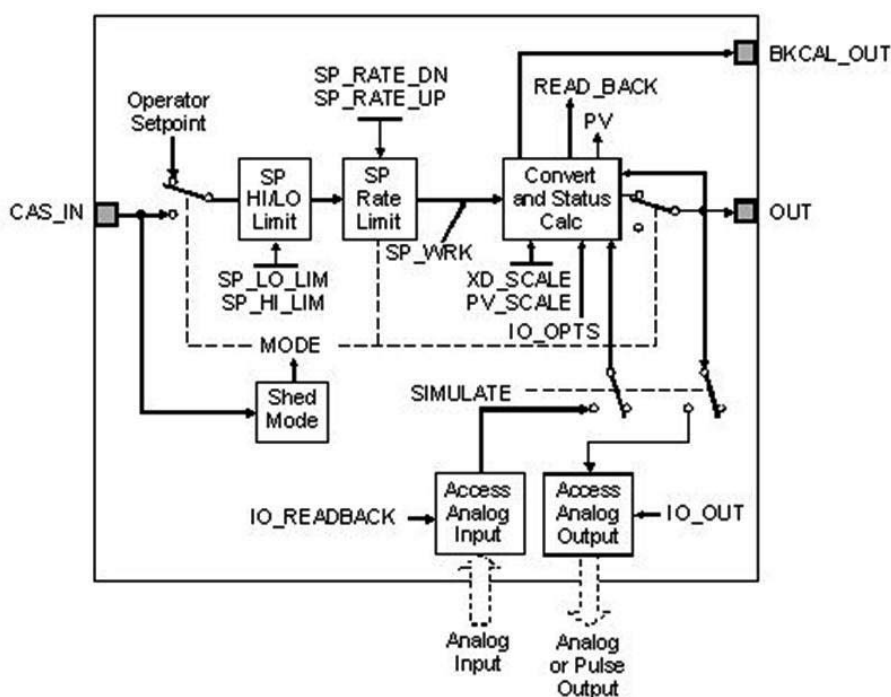 BKCAL_OUT
SP_RATE_DN
SP_RATE_UP
READ_BACK
PV
Operator
Setpoint
SP
HI/LO
Limit
SP
Rate
Limit
Convert
and Status
Calc
CAS_IN
OUT
SP_WRK
SP_LO_LIM
SP_HI_LIM
XD_SCALE
PV_SCALE
IO_OPTS
MODE
Shed
Mode
SIMULATE
IO_READBACK
Access
Analog
Input
Access
Analog
Output
IO_OUT
Analog
Input
Analog
or Pulse
Output